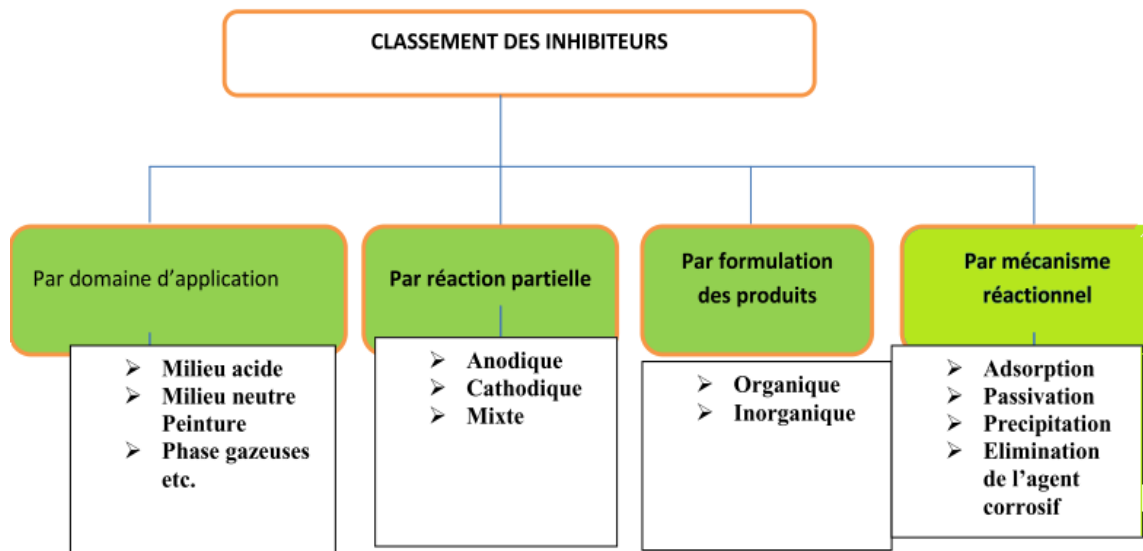 CLASSEMENT DES INHIBITEURS
Par domaine d’application
Par réaction partielle
Par formulation
des produits
Par mécanisme
réactionnel
➢ Milieu acide
➢ Milieu neutre
Peinture
➢ Phase gazeuses
etc.
➢ Anodique
➢ Cathodique
➢ Mixte
➢ Organique
➢ Inorganique
➢ Adsorption
➢ Passivation
➢ Precipitation
➢ Elimination
de l’agent
corrosif